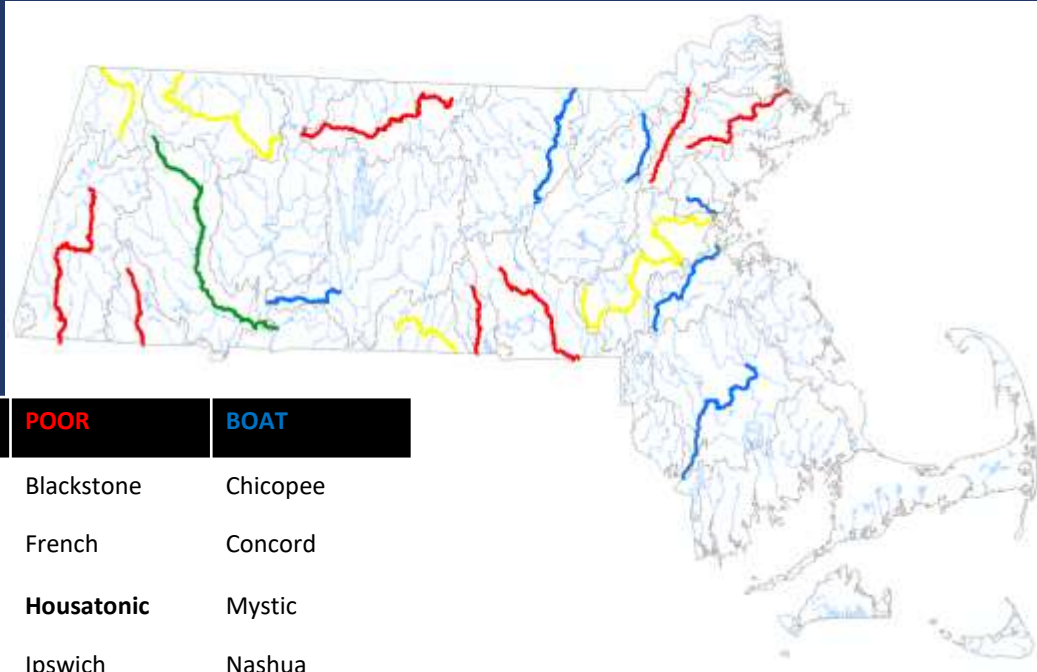 POOR BOAT
Blackstone Chicopee
French Concord
Housatonic Mystic
Ipswich Nashua